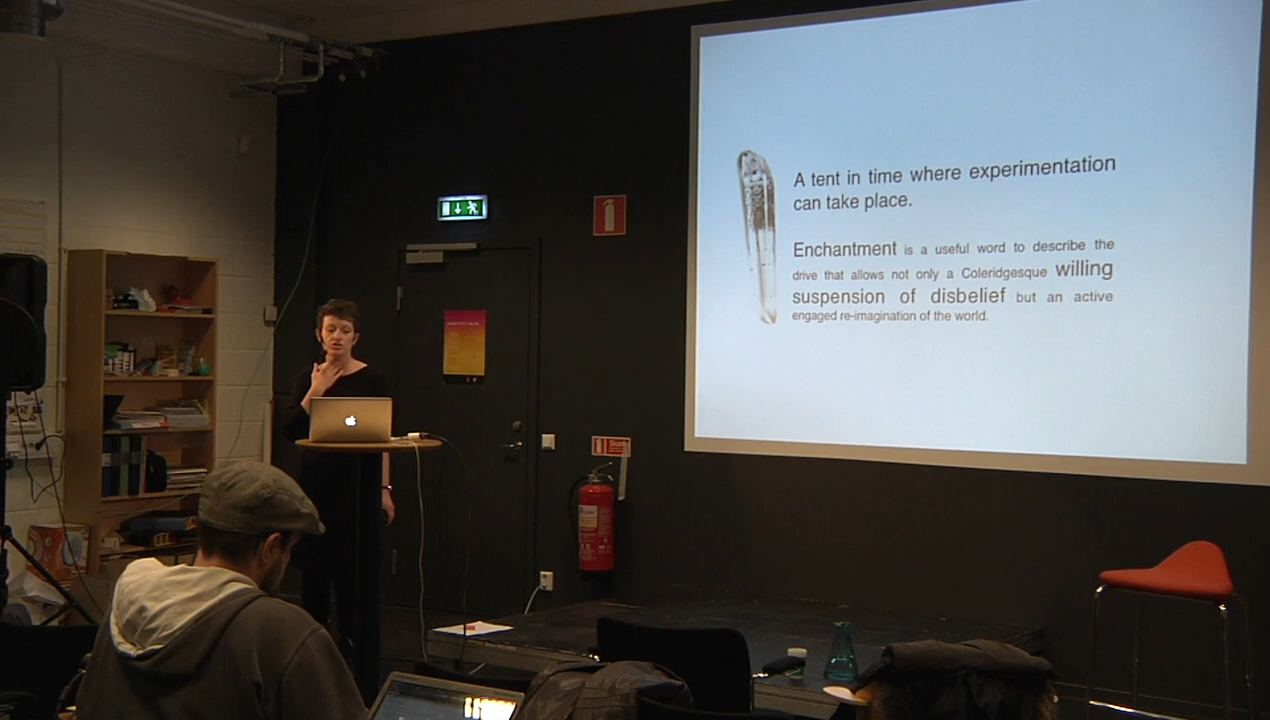 A tent in time where experimentation
can take place.
Enchantment is a useful word to describe the
drive that allows not only a Coleridgesque willing
suspension of disbelief but an active
engaged re-imagination of the world.